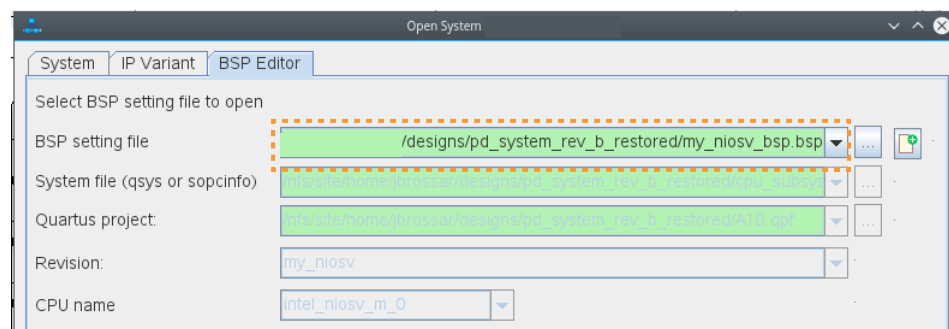 Open System
System IP Variant BSP Editor
Select BSP setting file to open
BSP setting file /designs/pd_system_rev_b_restored/my_niosv_bsp.bsp ...
System file (qsys or sopcinfo) /nfs/site/home/jbrossar/designs/pd_system_rev_b_restored/cpu_subsys ...
Quartus project: /nfs/site/home/jbrossar/designs/pd_system_rev_b_restored/A10.qpf ...
Revision: my_niosv
CPU name intel_niosv_m_0